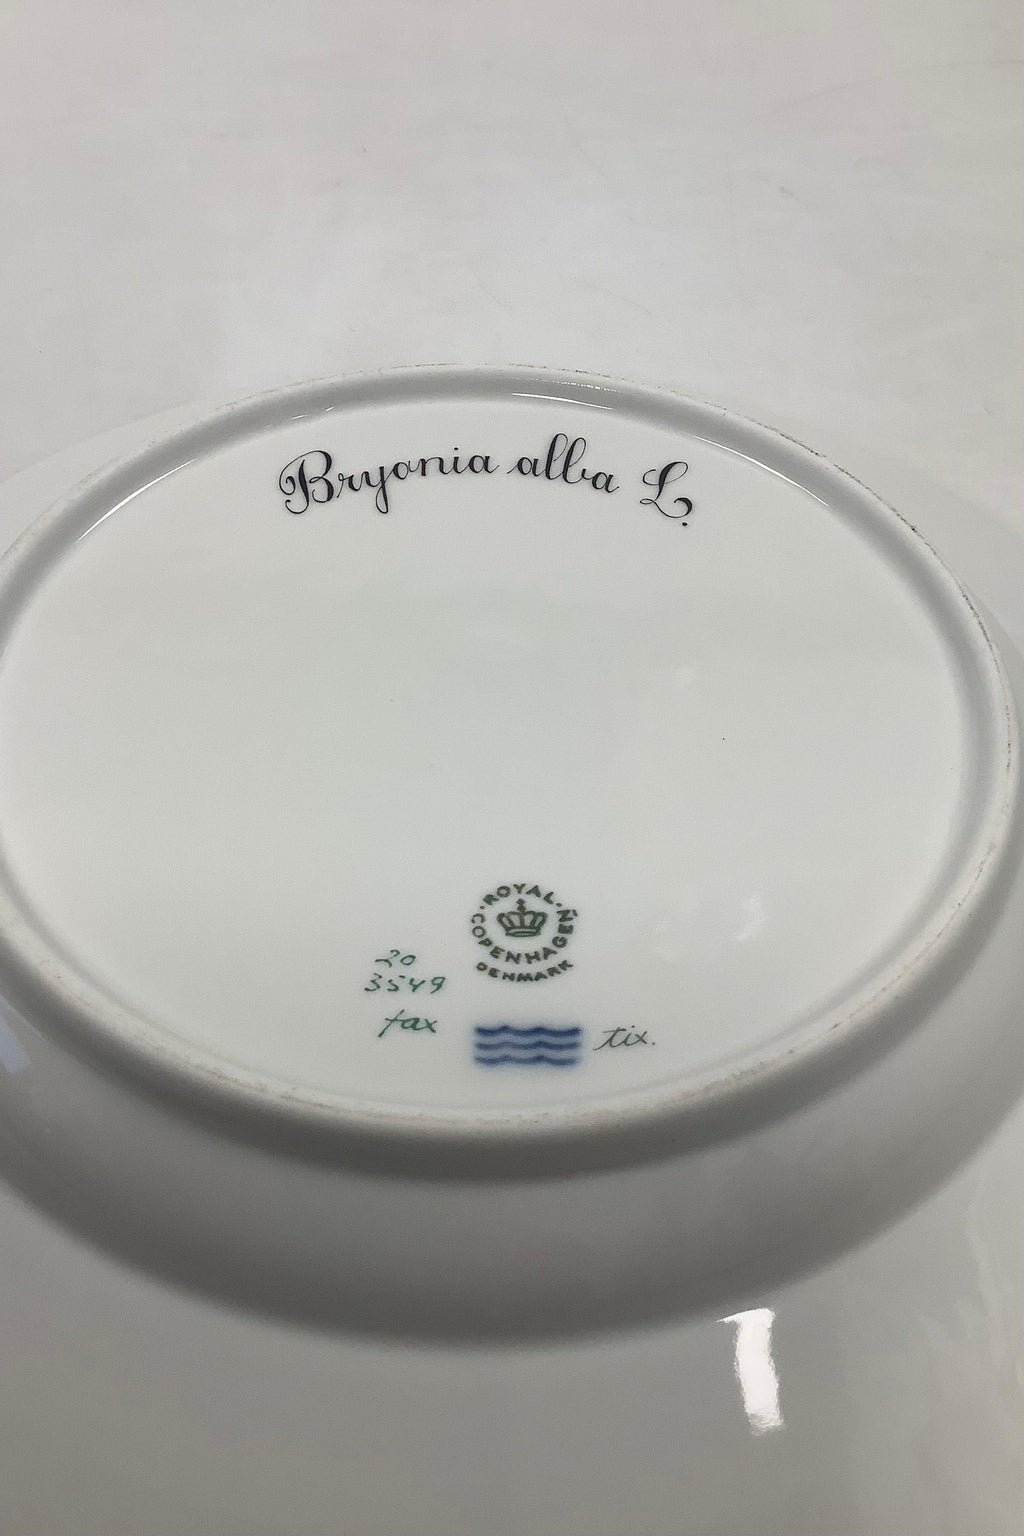 Bryonia alba L.
ROYAL
COPENHAGEN
DENMARK
20
3549
fax
tix.